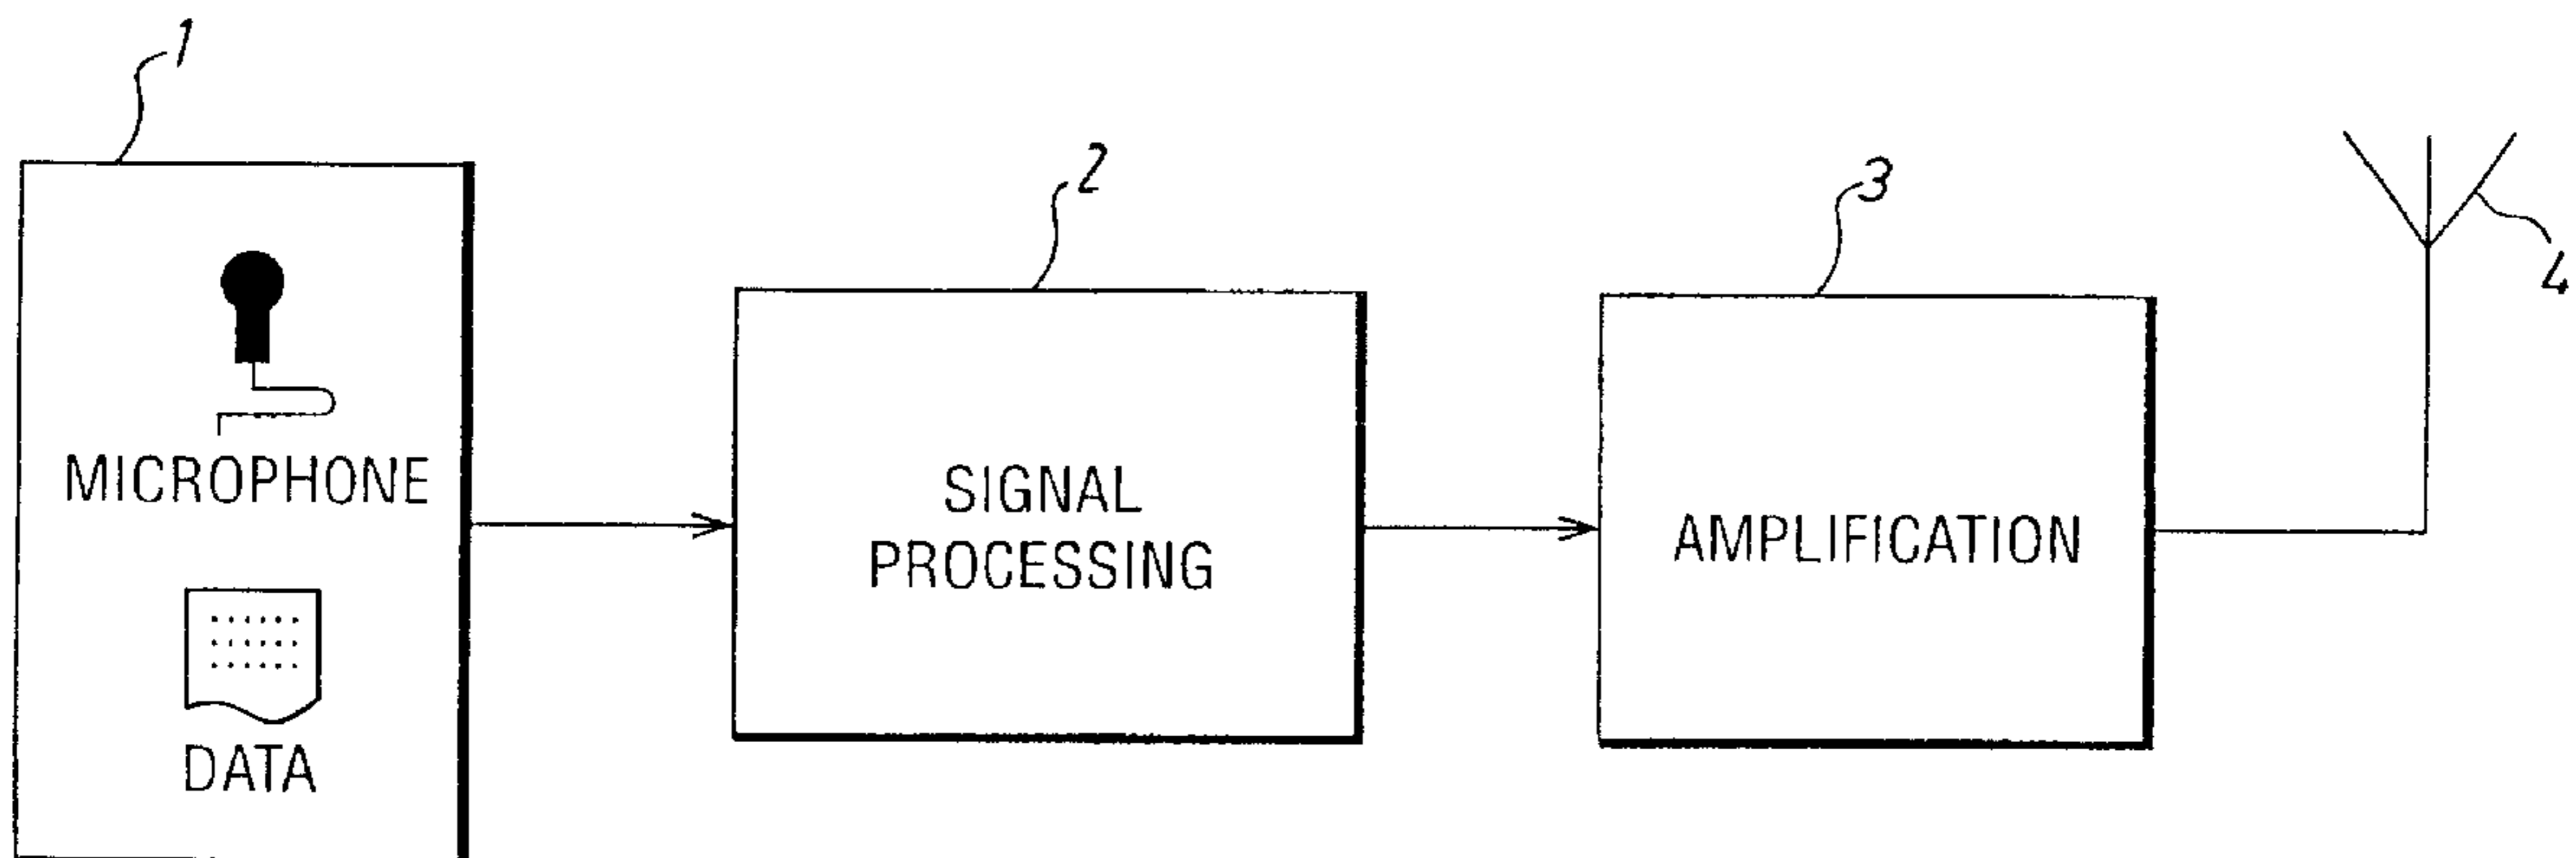 1
2
3
4
MICROPHONE
SIGNAL
PROCESSING
AMPLIFICATION
DATA